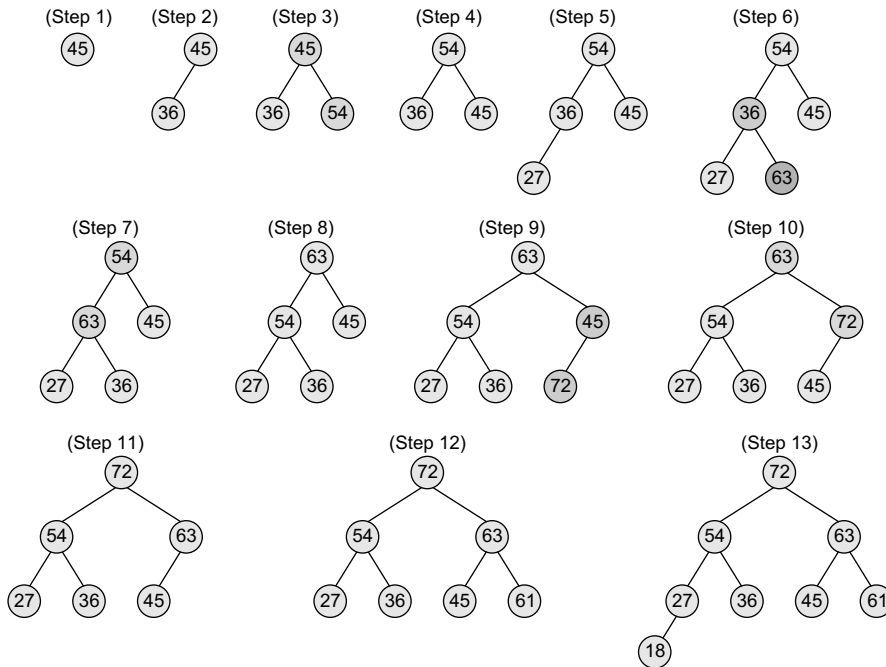 (Step 1) (Step 2) (Step 3) (Step 4) (Step 5) (Step 6)
45 45 45 54 54 54
36 36 54 36 45 36 45 36 45
27 27 63
(Step 7) (Step 8) (Step 9) (Step 10)
54 63 63 63
63 45 54 45 54 45 54 72
27 36 27 36 27 36 72 27 36 45
(Step 11) (Step 12) (Step 13)
72 72 72
54 63 54 63 54 63
27 36 45 27 36 45 61 27 36 45 61
18